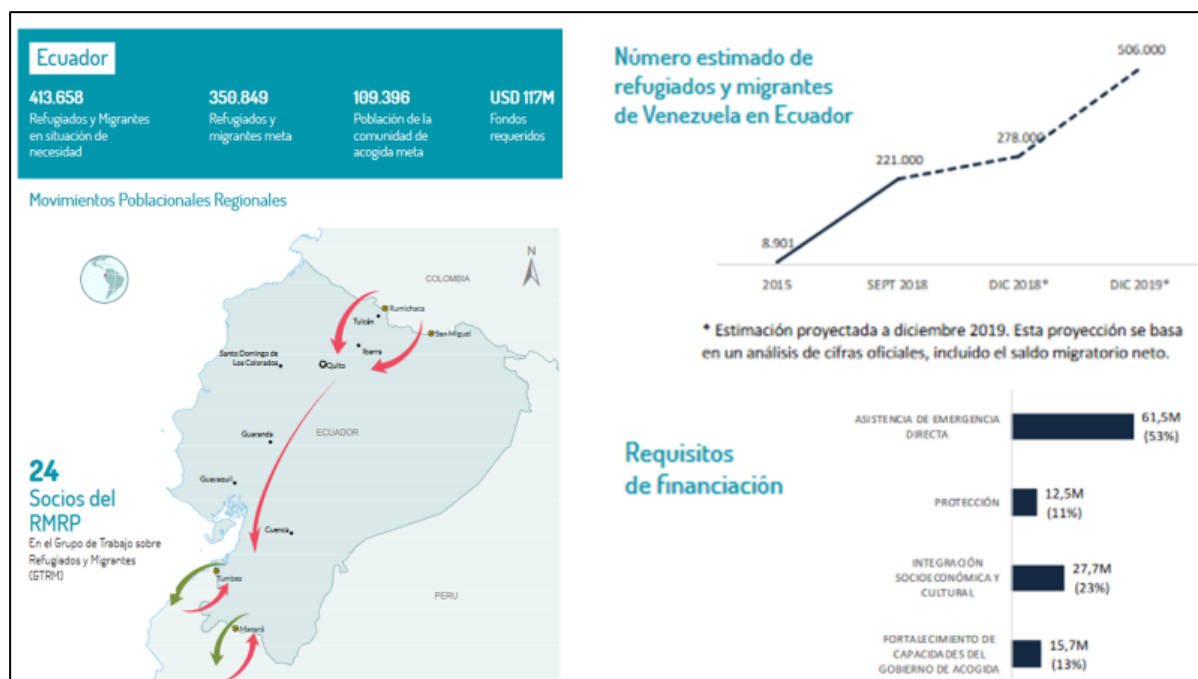 Ecuador
413.658
Refugiados y Migrantes
en situación de
necesidad
350.849
Refugiados y
migrantes meta
109.396
Población de la
comunidad de
acogida meta
USD 117M
Fondos
requeridos
Movimientos Poblacionales Regionales
N
COLOMBIA
Rumichaca
Tulcán
San Miguel
Ibarra
Santo Domingo de
Los Colorados
Quito
ECUADOR
Guaranda
Guayaquil
Cuenca
Tumbes
Macará
PERU
24
Socios del
RMRP
En el Grupo de Trabajo sobre
Refugiados y Migrantes
(GTRM)
Número estimado de
refugiados y migrantes
de Venezuela en Ecuador
506.000
278.000
221.000
8.901
2015
SEPT 2018
DIC 2018*
DIC 2019*
* Estimación proyectada a diciembre 2019. Esta proyección se basa
en un análisis de cifras oficiales, incluido el saldo migratorio neto.
Requisitos
de financiación
ASISTENCIA DE EMERGENCIA
DIRECTA
61,5M
(53%)
PROTECCIÓN
12,5M
(11%)
INTEGRACIÓN
SOCIOECONÓMICA Y
CULTURAL
27,7M
(23%)
FORTALECIMIENTO DE
CAPACIDADES DEL
GOBIERNO DE ACOGIDA
15,7M
(13%)